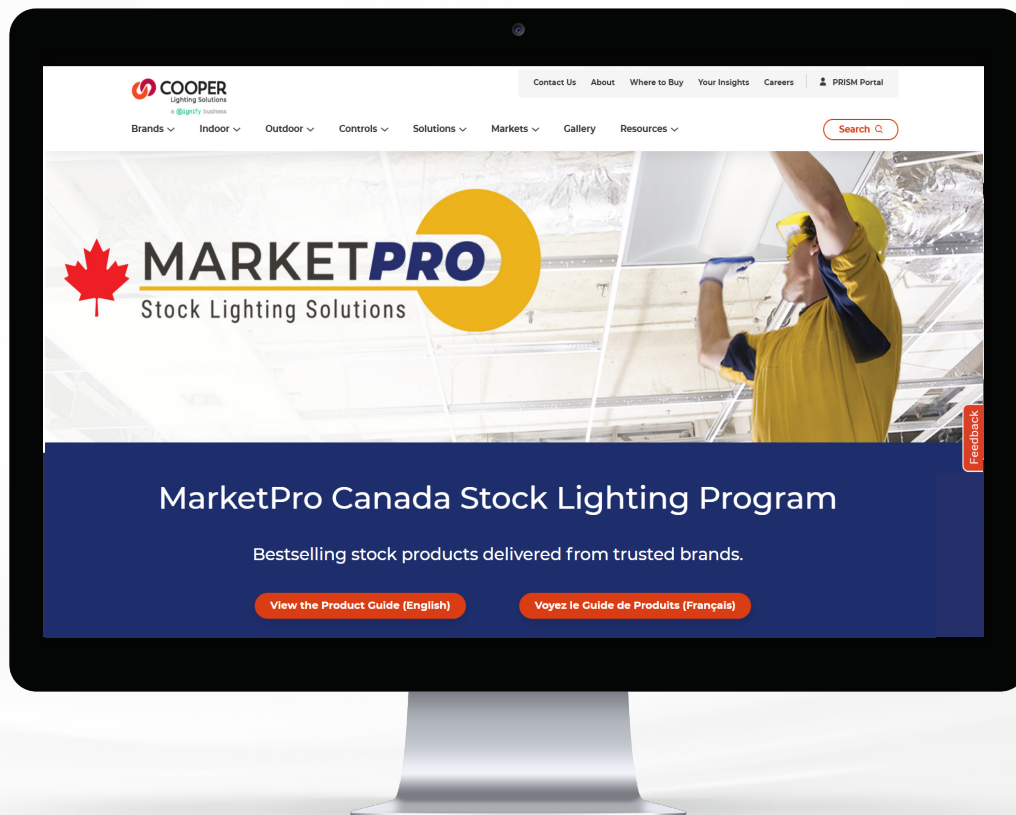 COOPER
Lighting Solutions
a Signify business
Contact Us About Where to Buy Your Insights Careers PRISM Portal
Brands Indoor Outdoor Controls Solutions Markets Gallery Resources Search
MARKETPRO
Stock Lighting Solutions
Feedback
MarketPro Canada Stock Lighting Program
Bestselling stock products delivered from trusted brands.
View the Product Guide (English) Voyez le Guide de Produits (Français)